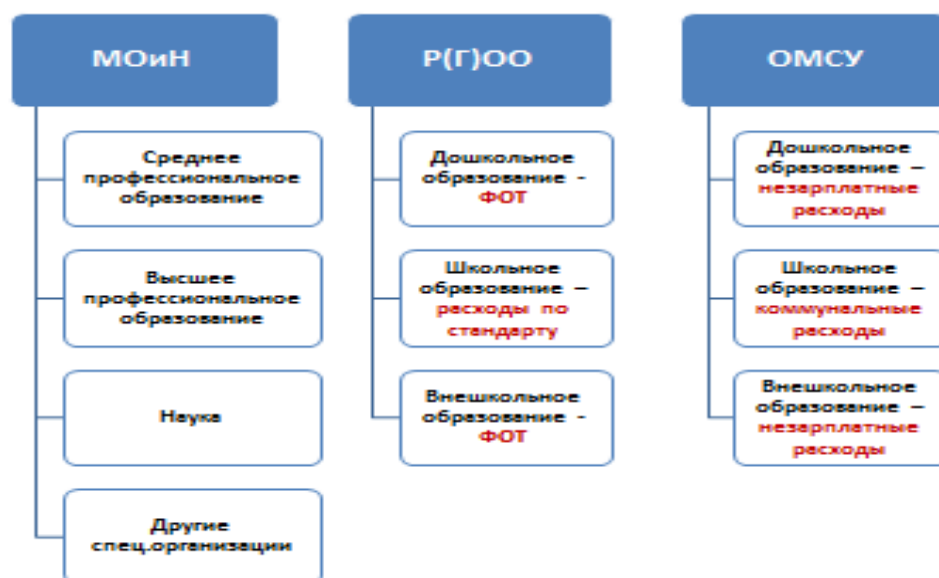 МОиН
Среднее
профессиональное
образование
Высшее
профессиональное
образование
Наука
Другие
спец.организации
Р(Г)ОО
Дошкольное
образование -
ФОТ
Школьное
образование –
расходы по
стандарту
Внешкольное
образование -
ФОТ
ОМСУ
Дошкольное
образование –
незарплатные
расходы
Школьное
образование –
коммунальные
расходы
Внешкольное
образование –
незарплатные
расходы